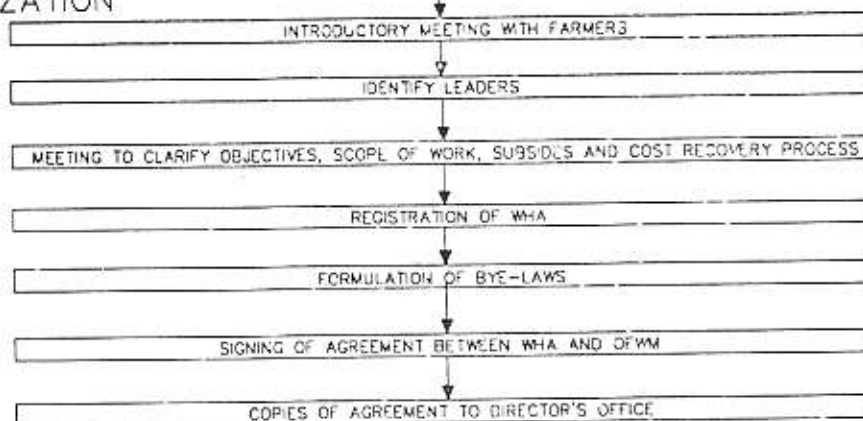 ZATION
INTRODUCTORY MEETING WITH FARMERS
IDENTIFY LEADERS
MEETING TO CLARIFY OBJECTIVES, SCOPE OF WORK, SUBSIDES AND COST RECOVERY PROCESS
REGISTRATION OF WHA
FORMULATION OF BYE-LAWS
SIGNING OF AGREEMENT BETWEEN WHA AND OFWM
COPIES OF AGREEMENT TO DIRECTOR'S OFFICE